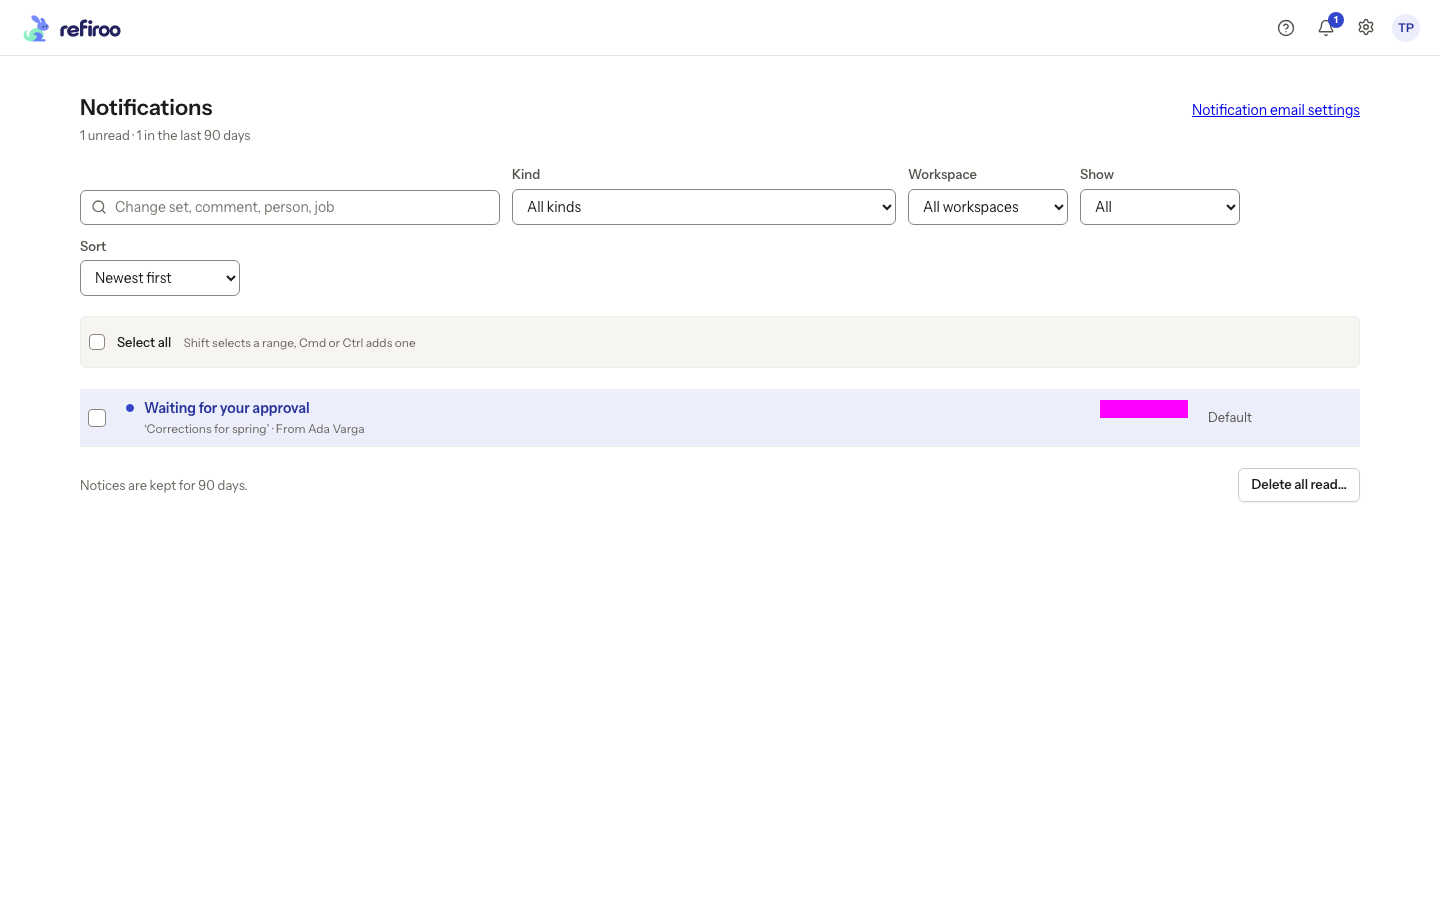 refiroo
1
TP
Notifications
Notification email settings
1 unread · 1 in the last 90 days
Kind
Workspace
Show
Change set, comment, person, job
All kinds
All workspaces
All
Sort
Newest first
Select all
Shift selects a range, Cmd or Ctrl adds one
Waiting for your approval
Default
‘Corrections for spring’ · From Ada Varga
Notices are kept for 90 days.
Delete all read…